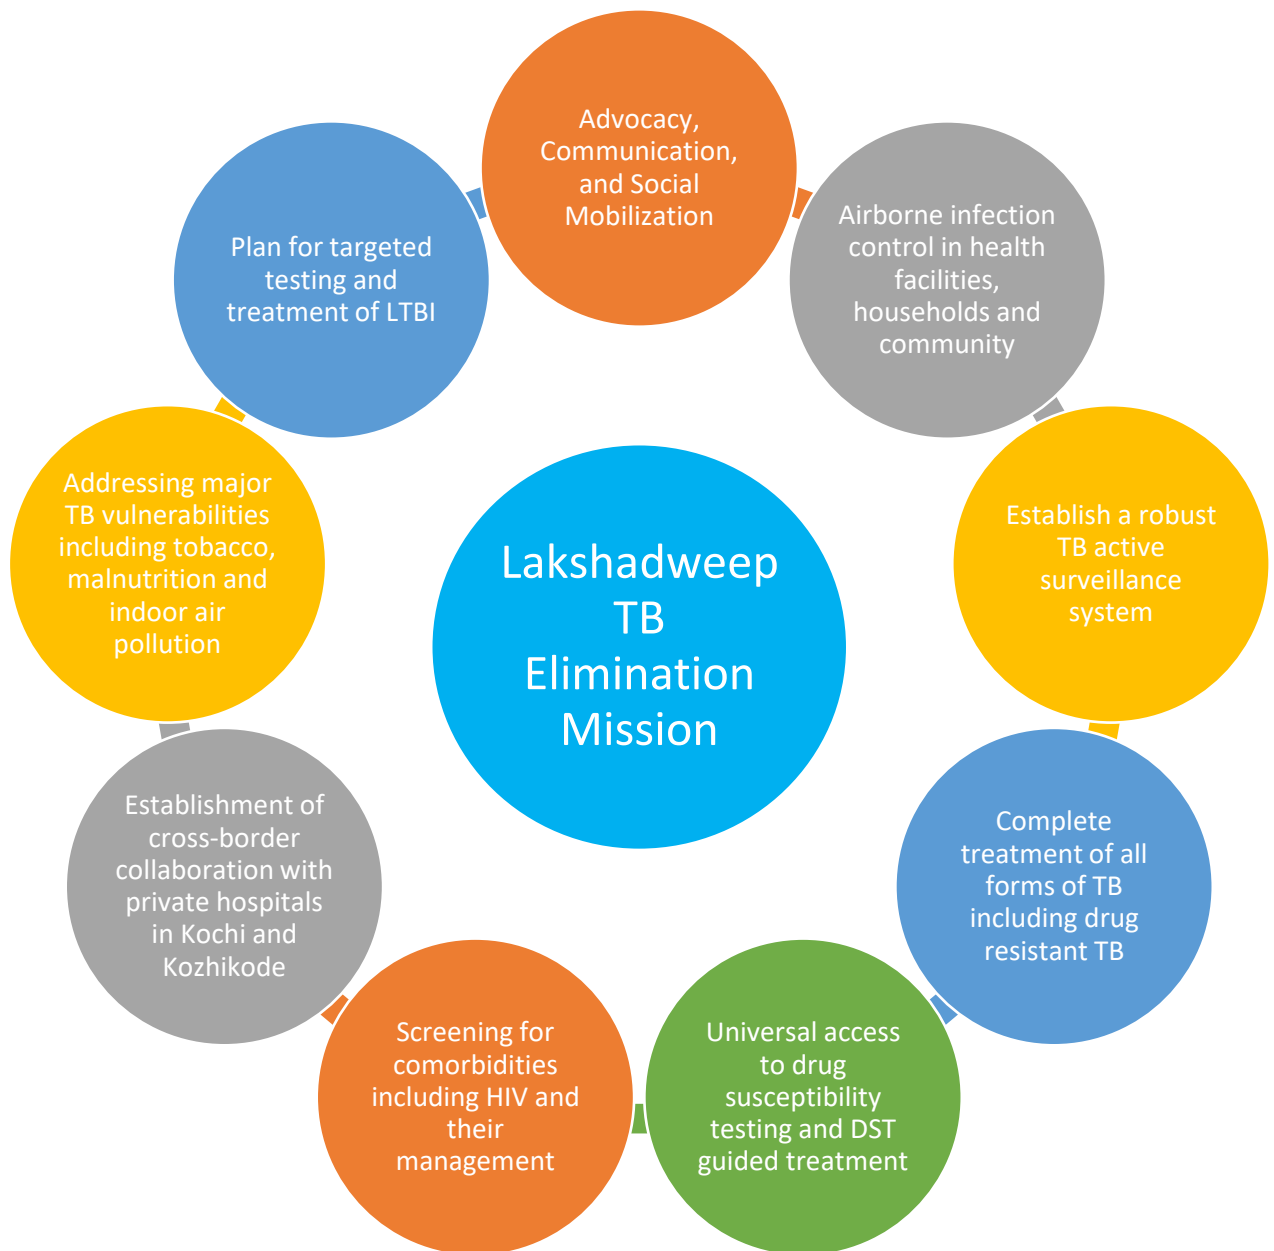 Advocacy,
Communication,
and Social
Mobilization
Airborne infection
control in health
facilities,
households and
community
Establish a robust
TB active
surveillance
system
Complete
treatment of all
forms of TB
including drug
resistant TB
Universal access
to drug
susceptibility
testing and DST
guided treatment
Screening for
comorbidities
including HIV and
their
management
Establishment of
cross-border
collaboration with
private hospitals
in Kochi and
Kozhikode
Addressing major
TB vulnerabilities
including tobacco,
malnutrition and
indoor air
pollution
Plan for targeted
testing and
treatment of LTBI
Lakshadweep
TB
Elimination
Mission